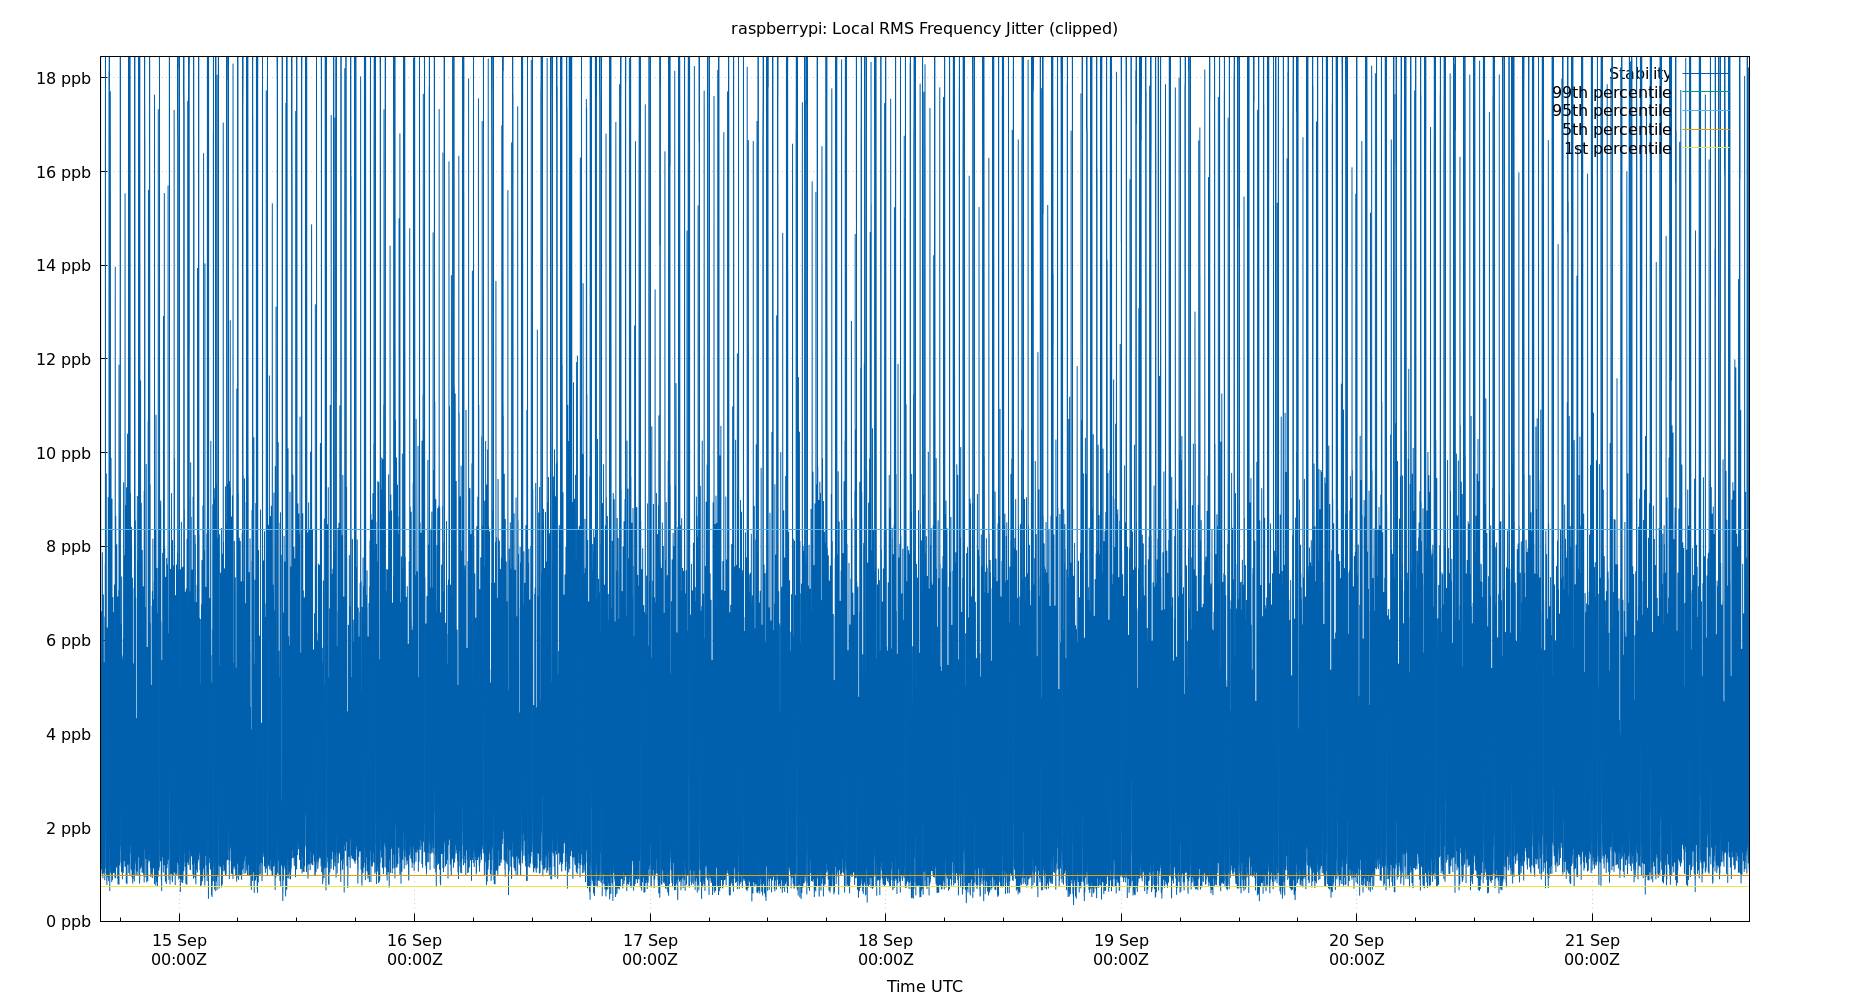 raspberrypi: Local RMS Frequency Jitter (clipped)
18 ppb
16 ppb
14 ppb
12 ppb
10 ppb
8 ppb
6 ppb
4 ppb
2 ppb
0 ppb
Stability
99th percentile
95th percentile
5th percentile
1st percentile
15 Sep 16 Sep 17 Sep 18 Sep 19 Sep 20 Sep 21 Sep
00:00Z 00:00Z 00:00Z 00:00Z 00:00Z 00:00Z 00:00Z
Time UTC